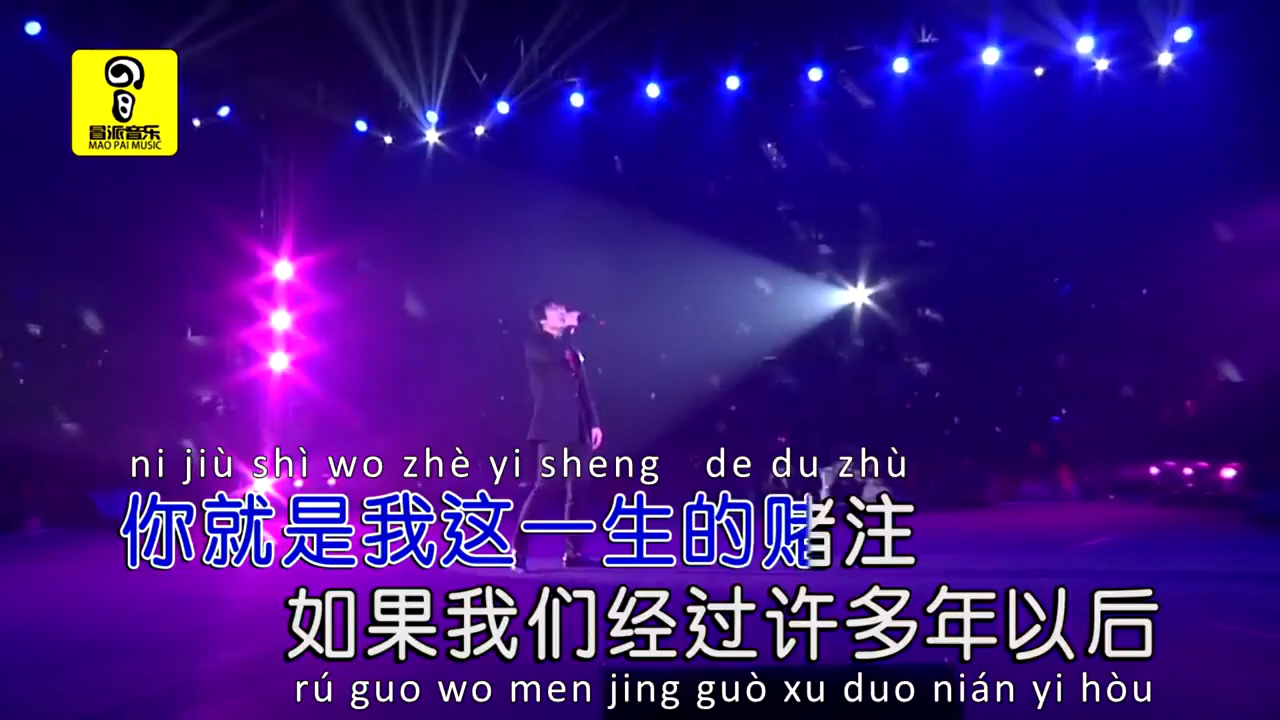 冒派音乐
MAO PAI MUSIC
ni jiù shì wo zhè yi sheng de du zhù
你就是我这一生的赌注
如果我们经过许多年以后
rú guo wo men jing guò xu duo nián yi hòu